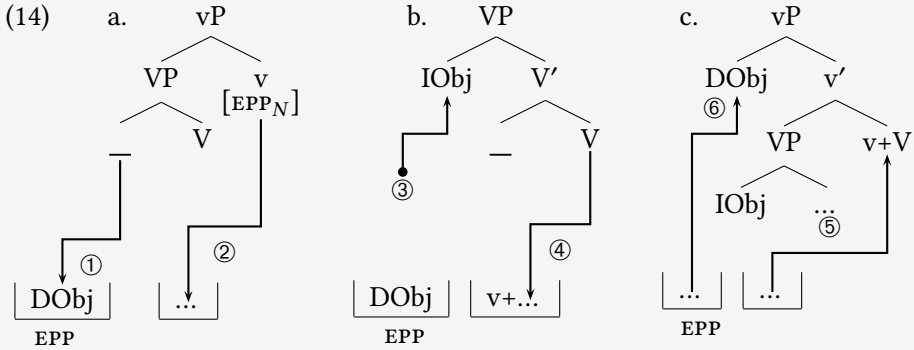 (14) a. vP b. VP c. vP
VP v IObj V′ DObj v′
[EPP_N] ⑥
V V VP v+V
_ _
③ IObj ...
① ② ④ ⑤
DObj ... DObj v+... ... ...
EPP EPP EPP